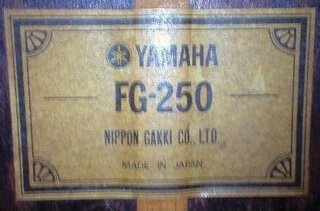 YAMAHA
FG-250
NIPPON GAKKI CO., LTD.
MADE IN JAPAN